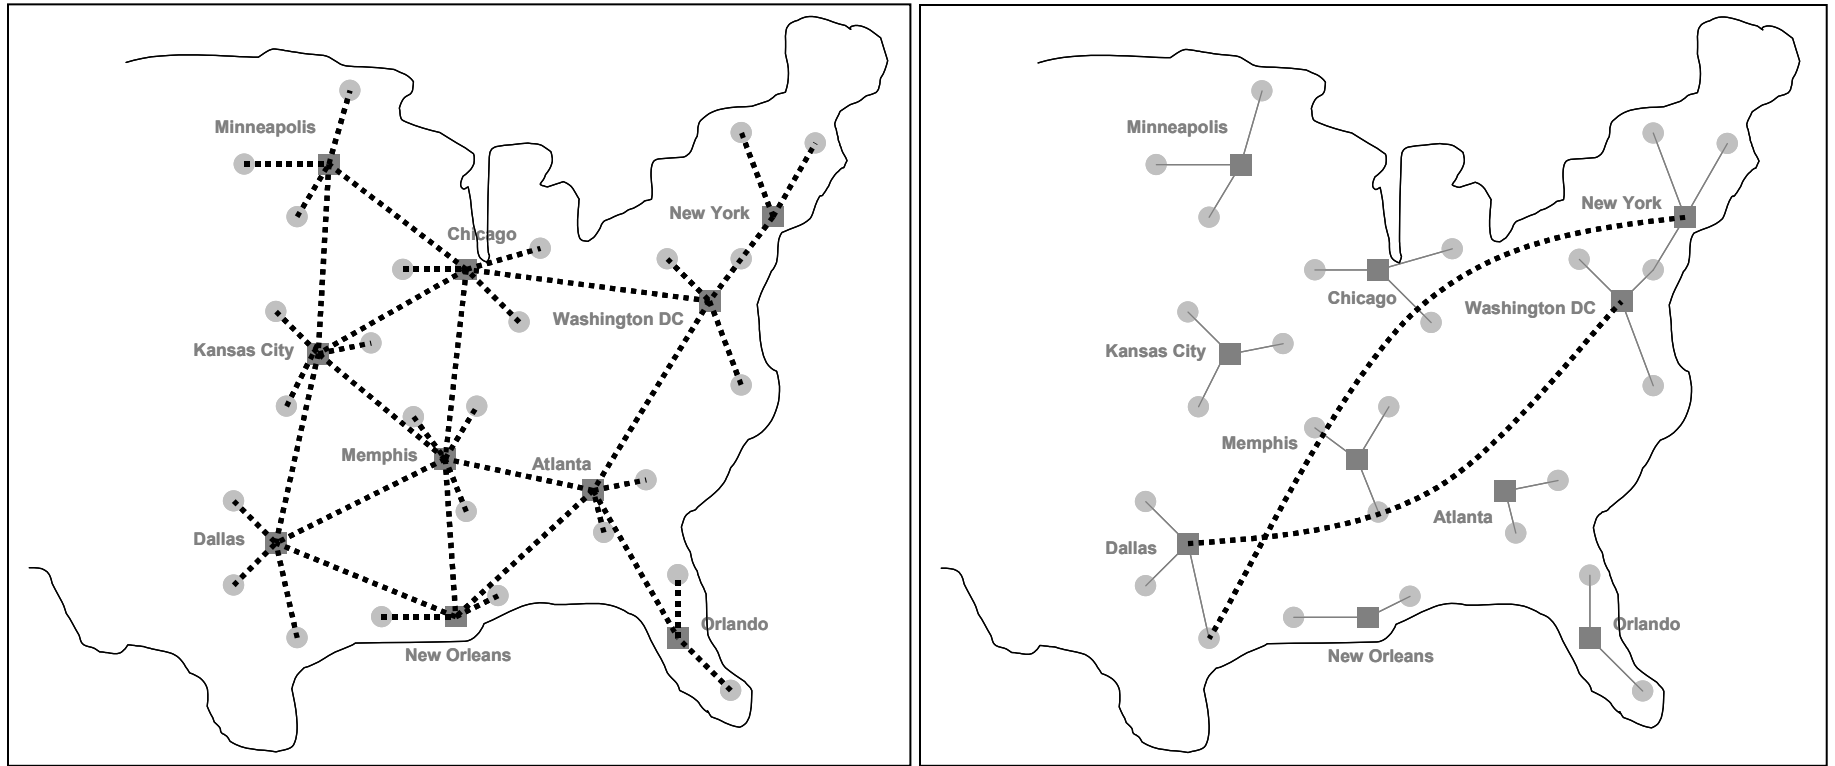 Minneapolis
New York
Chicago
Washington DC
Kansas City
Memphis
Atlanta
Dallas
Orlando
New Orleans
Minneapolis
New York
Chicago
Washington DC
Kansas City
Memphis
Atlanta
Dallas
Orlando
New Orleans